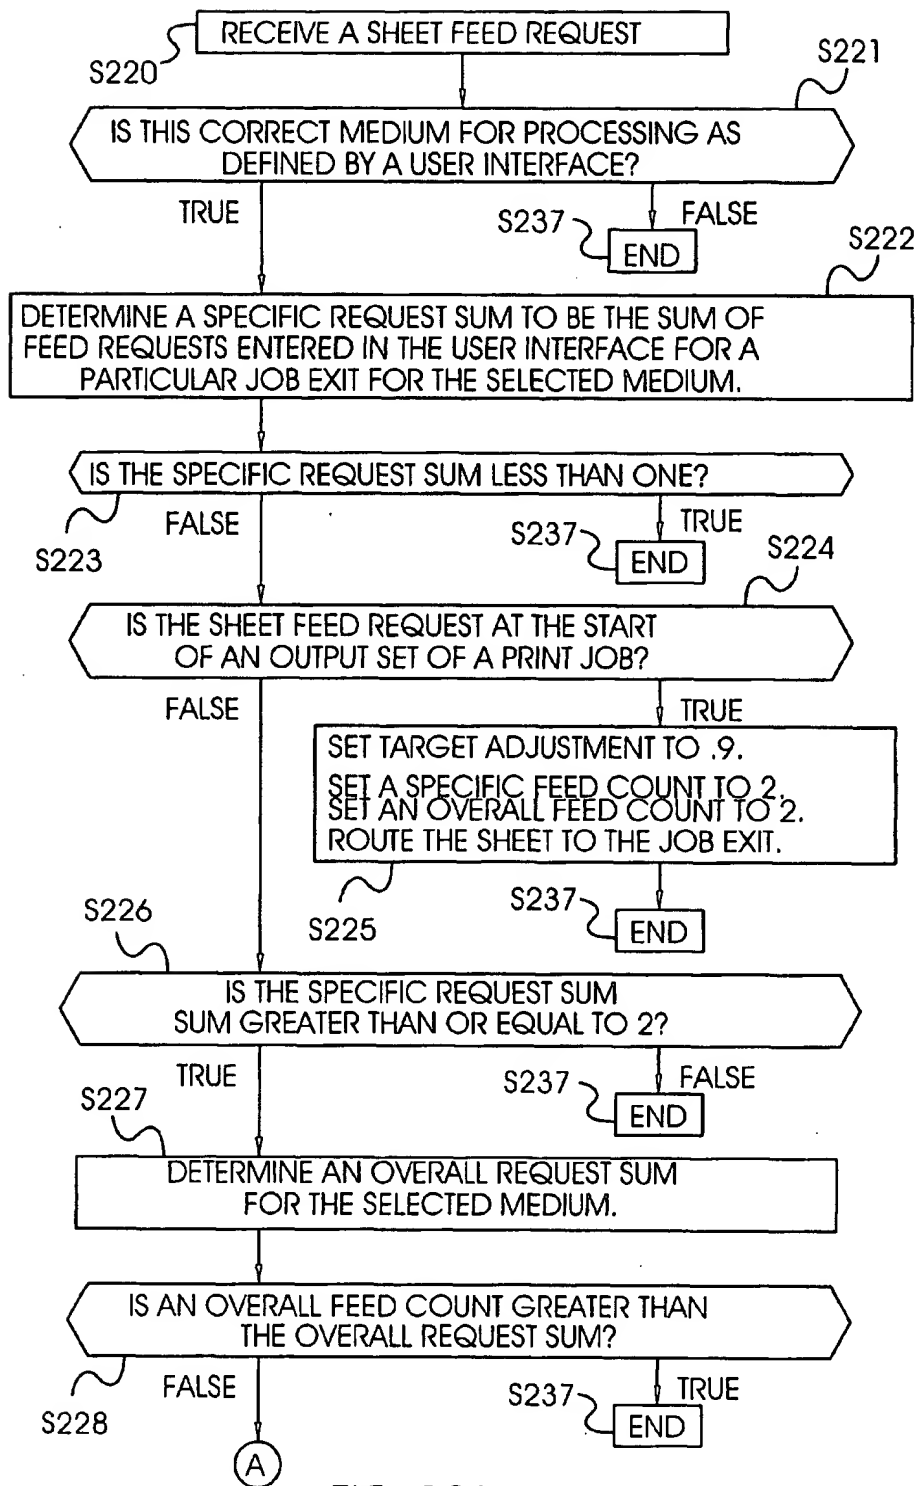 RECEIVE A SHEET FEED REQUEST
S220
S221
IS THIS CORRECT MEDIUM FOR PROCESSING AS
DEFINED BY A USER INTERFACE?
TRUE
FALSE
S237
END
S222
DETERMINE A SPECIFIC REQUEST SUM TO BE THE SUM OF
FEED REQUESTS ENTERED IN THE USER INTERFACE FOR A
PARTICULAR JOB EXIT FOR THE SELECTED MEDIUM.
IS THE SPECIFIC REQUEST SUM LESS THAN ONE?
S223
FALSE
TRUE
S237
END
S224
IS THE SHEET FEED REQUEST AT THE START
OF AN OUTPUT SET OF A PRINT JOB?
FALSE
TRUE
SET TARGET ADJUSTMENT TO .9.
SET A SPECIFIC FEED COUNT TO 2.
SET AN OVERALL FEED COUNT TO 2.
ROUTE THE SHEET TO THE JOB EXIT.
S225
S237
END
S226
IS THE SPECIFIC REQUEST SUM
SUM GREATER THAN OR EQUAL TO 2?
TRUE
FALSE
S237
END
S227
DETERMINE AN OVERALL REQUEST SUM
FOR THE SELECTED MEDIUM.
IS AN OVERALL FEED COUNT GREATER THAN
THE OVERALL REQUEST SUM?
S228
FALSE
TRUE
S237
END
A